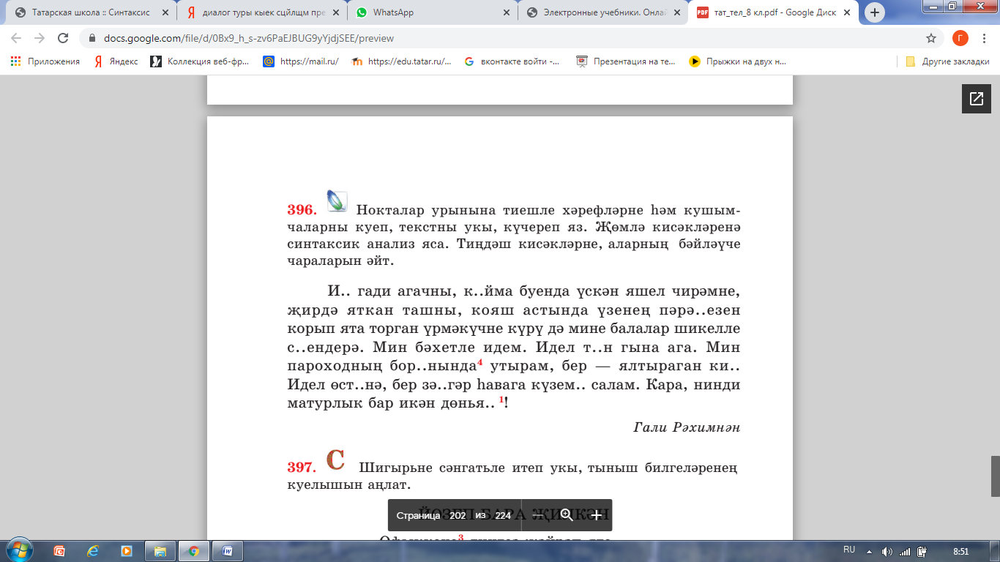 Татарская школа :: Синтаксис
диалог туры кыек сцйлщм пре
WhatsApp
Электронные учебники. Онлай
тат_тел_8 кл.pdf - Google Диск
docs.google.com/file/d/0Bx9_h_s-zv6PaEJBUG9yYjdjSEE/preview
Г
Приложения
Яндекс
Коллекция веб-фр...
https://mail.ru/
https://edu.tatar.ru/...
вконтакте войти -...
Презентация на те...
Прыжки на двух н...
Другие закладки
396. Нокталар урынына тиешле хәрефләрне һәм кушым-
чаларны куеп, текстны укы, күчереп яз. Җөмлә кисәкләренә
синтаксик анализ яса. Тиңдәш кисәкләрне, аларның бәйләүче
чараларын әйт.
И.. гади агачны, к..йма буенда үскән яшел чирәмне,
җирдә яткан ташны, кояш астында үзенең пәрә..езен
корып ята торган үрмәкүчне күрү дә мине балалар шикелле
с..ендерә. Мин бәхетле идем. Идел т..н гына ага. Мин
пароходның бор..нында4 утырам, бер — ялтыраган ки..
Идел өст..нә, бер зә..гәр һавага күзем.. салам. Кара, нинди
матурлык бар икән дөнья.. 1!
Гали Рәхимнән
397. С Шигырьне сәнгатьле итеп укы, тыныш билгеләренең
куелышын аңлат.
ЙӨЗЕП БАРА ҖИЛКӘН
Страница 202 из 224
RU
8:51